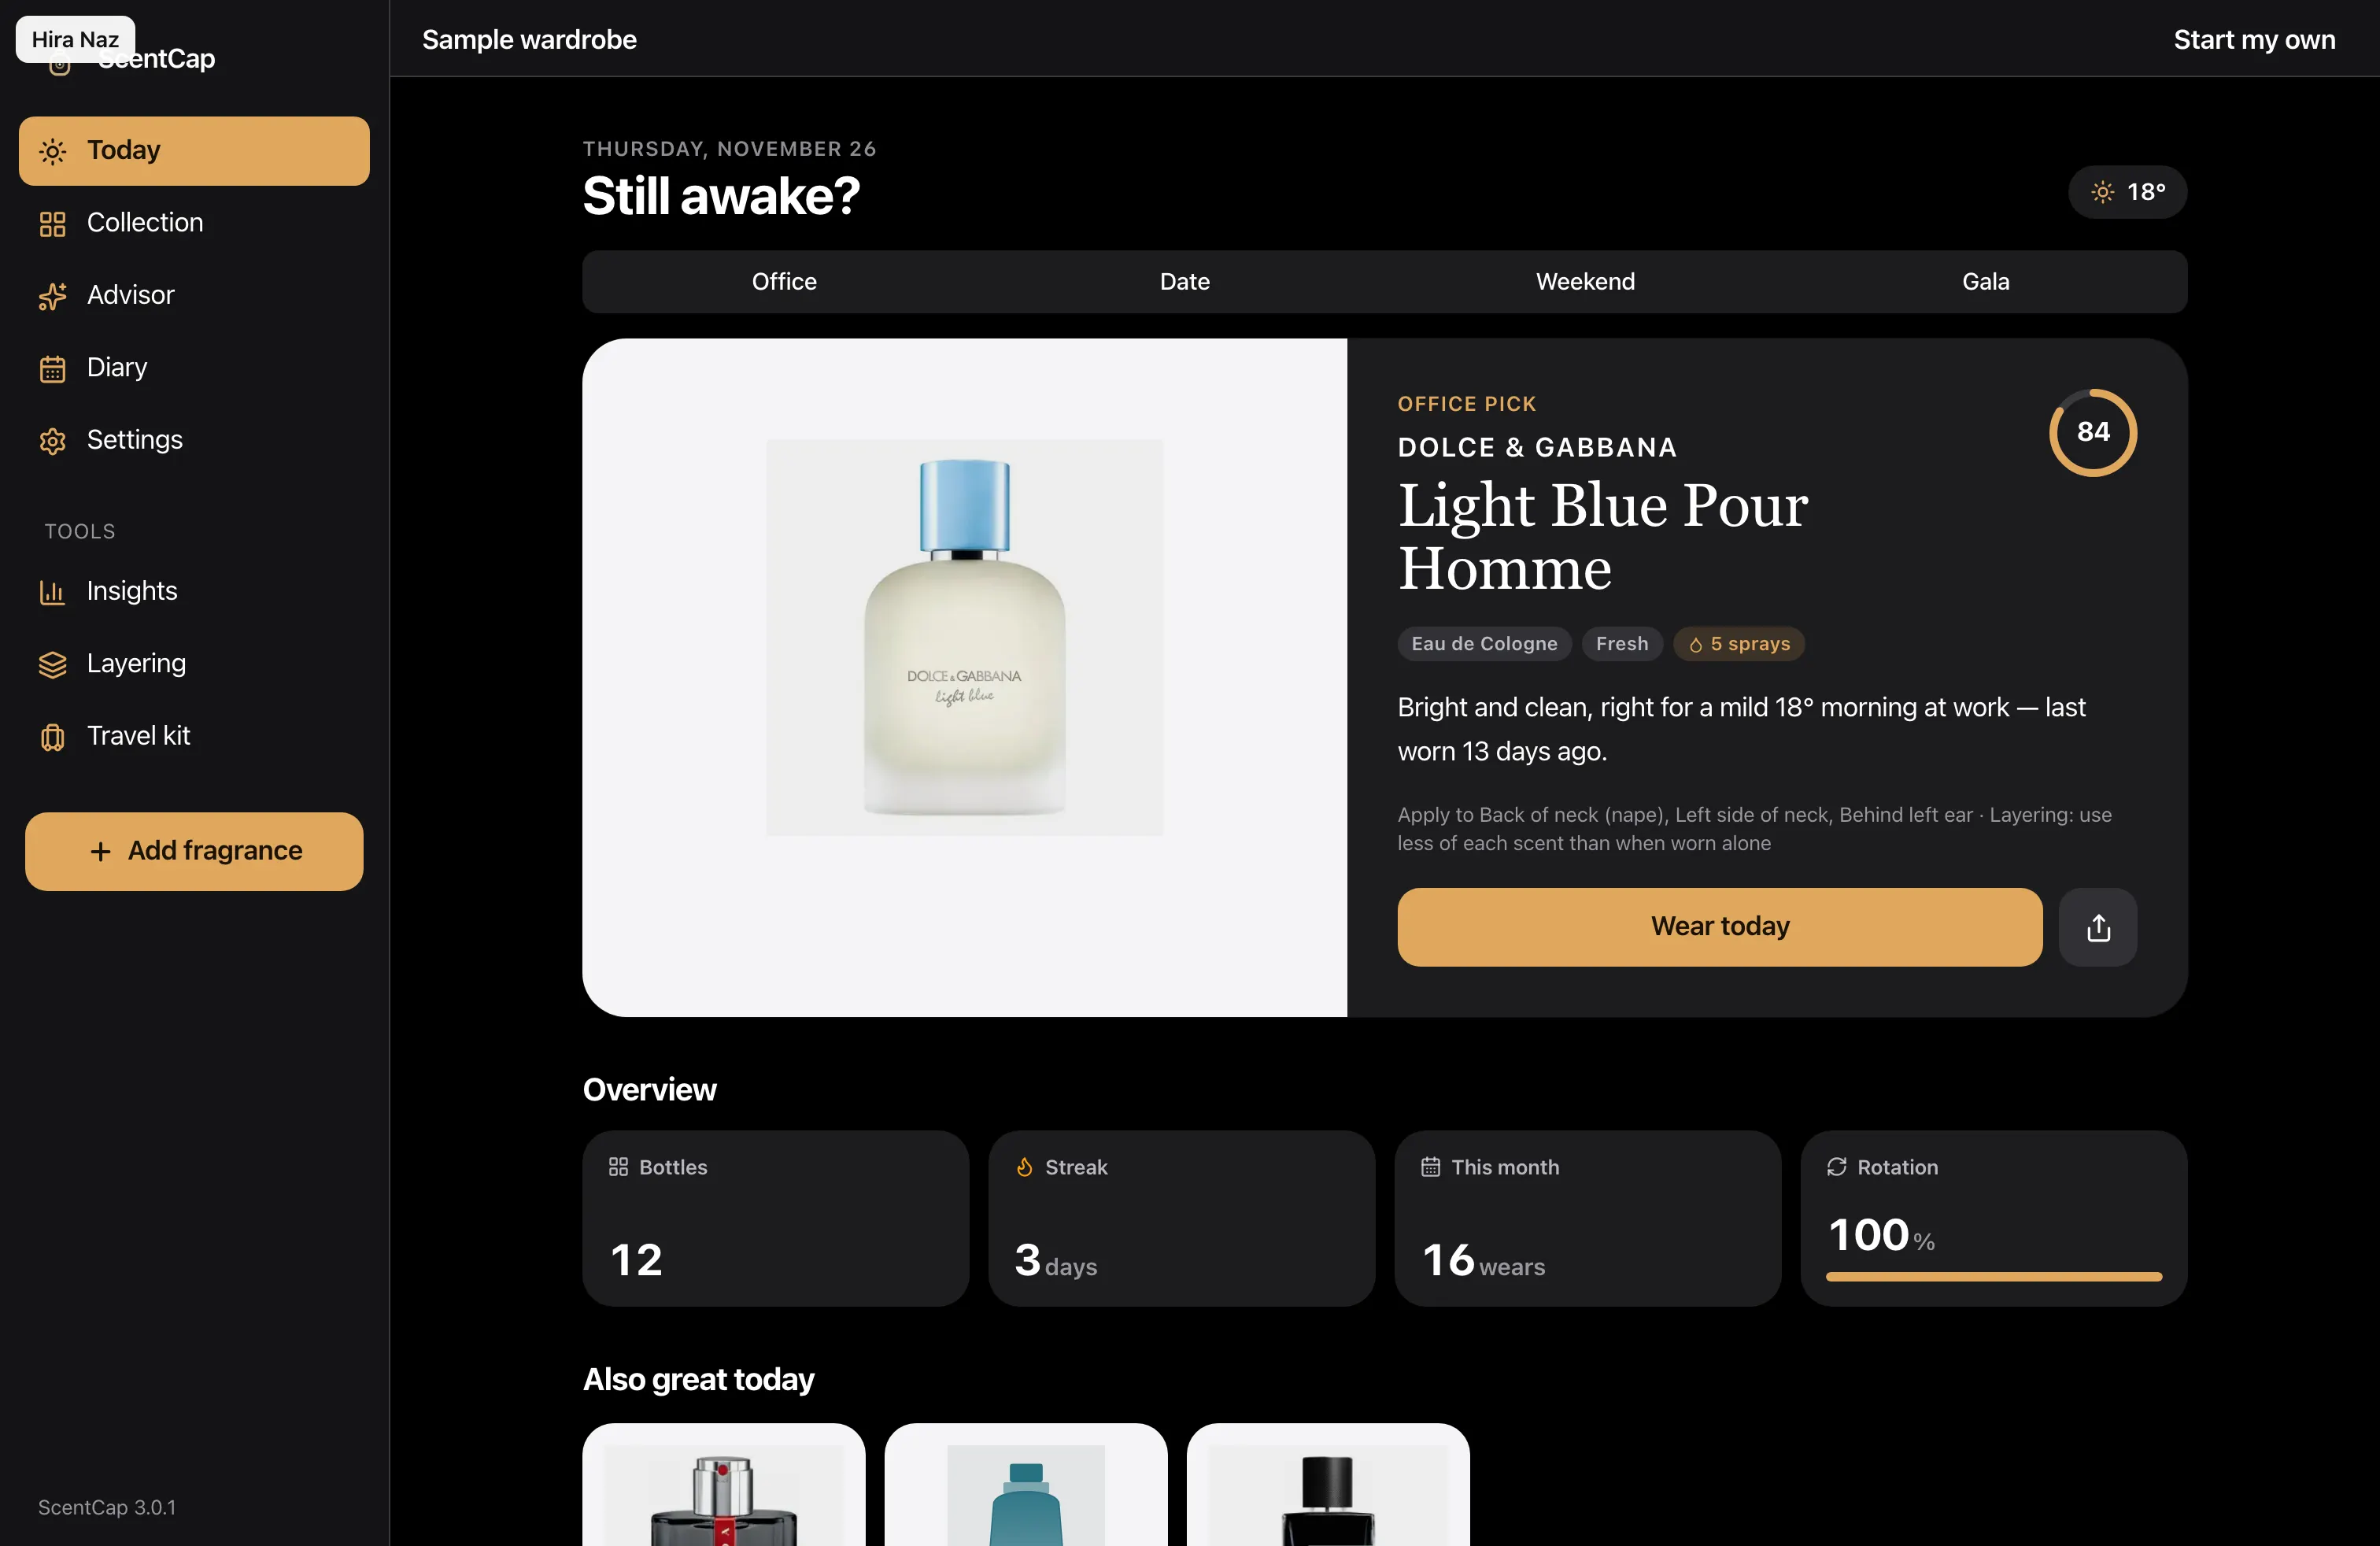 Hira Naz
ScentCap
Today
Collection
Advisor
Diary
Settings
TOOLS
Insights
Layering
Travel kit
+ Add fragrance
ScentCap 3.0.1
Sample wardrobe
Start my own
THURSDAY, NOVEMBER 26
Still awake?
18°
Office
Date
Weekend
Gala
DOLCE & GABBANA
light blue
OFFICE PICK
84
DOLCE & GABBANA
Light Blue Pour
Homme
Eau de Cologne
Fresh
5 sprays
Bright and clean, right for a mild 18° morning at work — last
worn 13 days ago.
Apply to Back of neck (nape), Left side of neck, Behind left ear · Layering: use
less of each scent than when worn alone
Wear today
Overview
Bottles
12
Streak
3 days
This month
16 wears
Rotation
100 %
Also great today